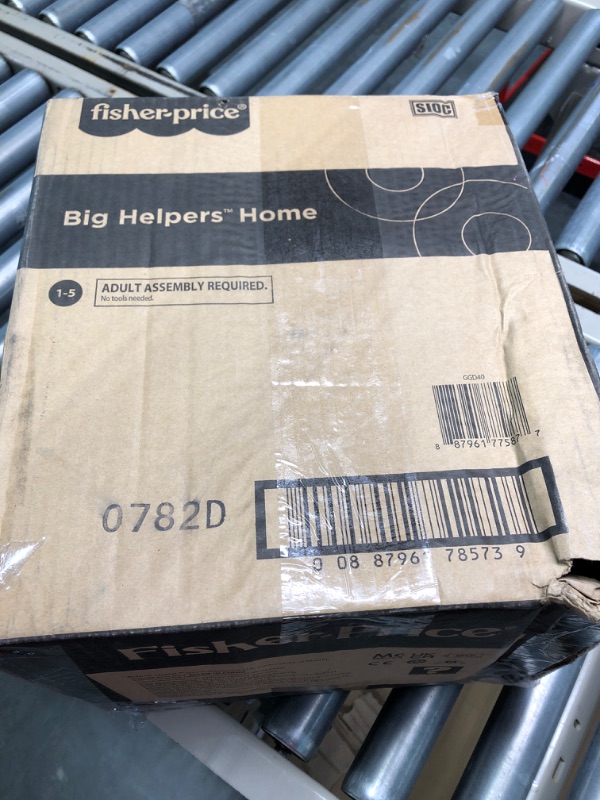 fisher-price®
SIOC
Big Helpers™ Home
1-5
ADULT ASSEMBLY REQUIRED.
No tools needed.
GGD40
8 87961 77587 7
0782D
0 08 8796 78573 9
Fisher-Price